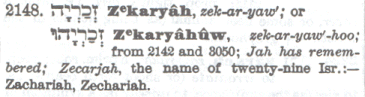 2148. זְכַרְיָה Zᵉkaryâh, zek-ar-yaw'; or
זְכַרְיָהוּ Zᵉkaryâhûw, zek-ar-yaw'-hoo;
from 2142 and 3050; Jah has remem-
bered; Zecarjah, the name of twenty-nine Isr.:—
Zachariah, Zechariah.